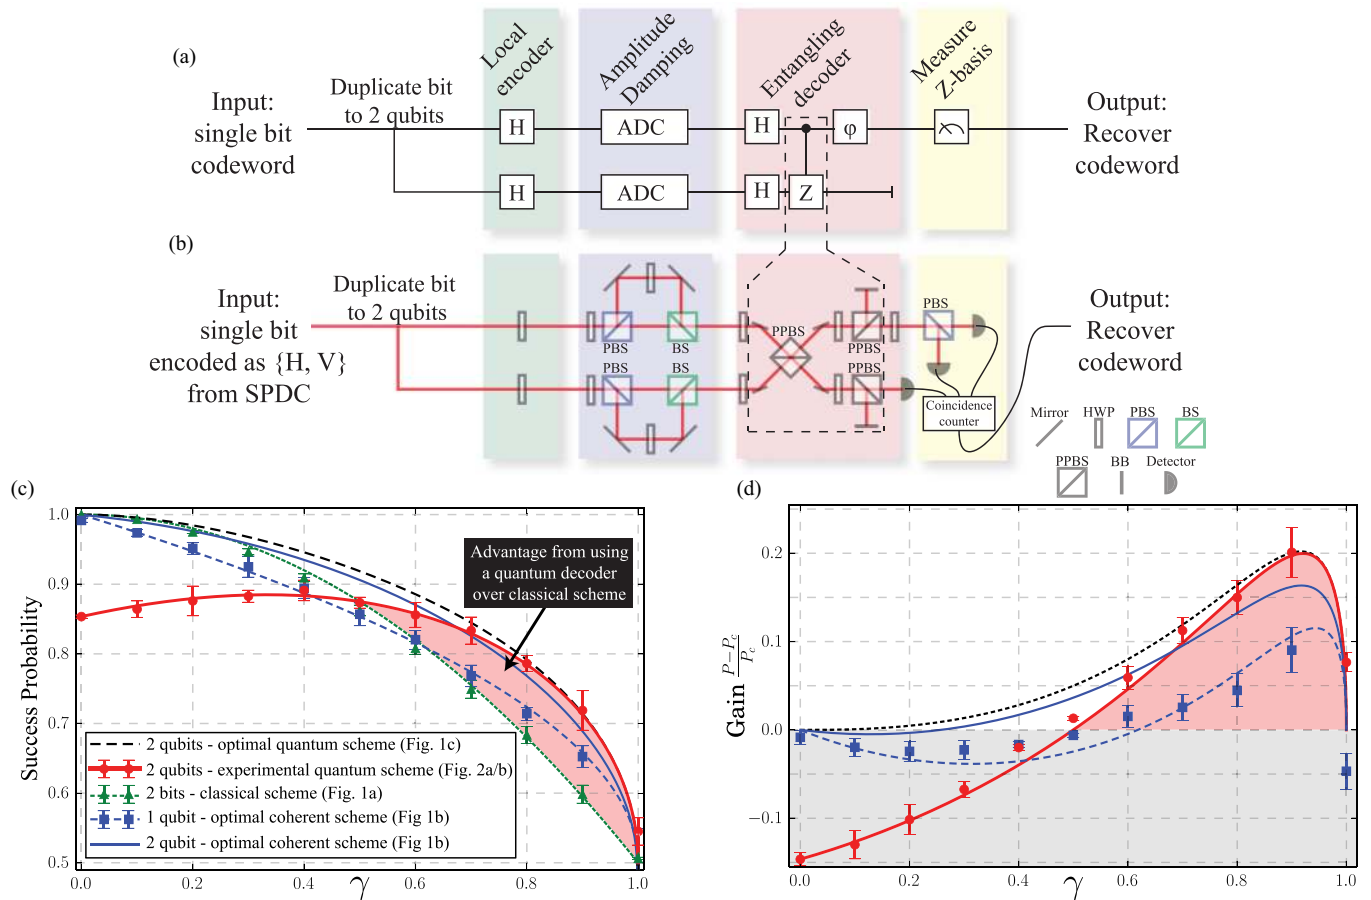 (a)
Local
encoder
Amplitude
Damping
Entangling
decoder
Measure
Z-basis
Input:
single bit
codeword
Duplicate bit
to 2 qubits
H
ADC
H
φ
Output:
Recover
codeword
H
ADC
H
Z
(b)
Input:
single bit
encoded as {H, V}
from SPDC
Duplicate bit
to 2 qubits
PBS
BS
PBS
BS
PPBS
PPBS
PPBS
PBS
Coincidence
counter
Output:
Recover
codeword
Mirror
HWP
PBS
BS
PPBS
BB
Detector
(c)
Success Probability
1.0
0.9
0.8
0.7
0.6
0.5
0.0
0.2
0.4
0.6
0.8
1.0
γ
Advantage from using
a quantum decoder
over classical scheme
2 qubits - optimal quantum scheme (Fig. 1c)
2 qubits - experimental quantum scheme (Fig. 2a/b)
2 bits - classical scheme (Fig. 1a)
1 qubit - optimal coherent scheme (Fig 1b)
2 qubit - optimal coherent scheme (Fig 1b)
(d)
Gain P−P_c / P_c
0.2
0.1
0.0
−0.1
0.0
0.2
0.4
0.6
0.8
1.0
γ